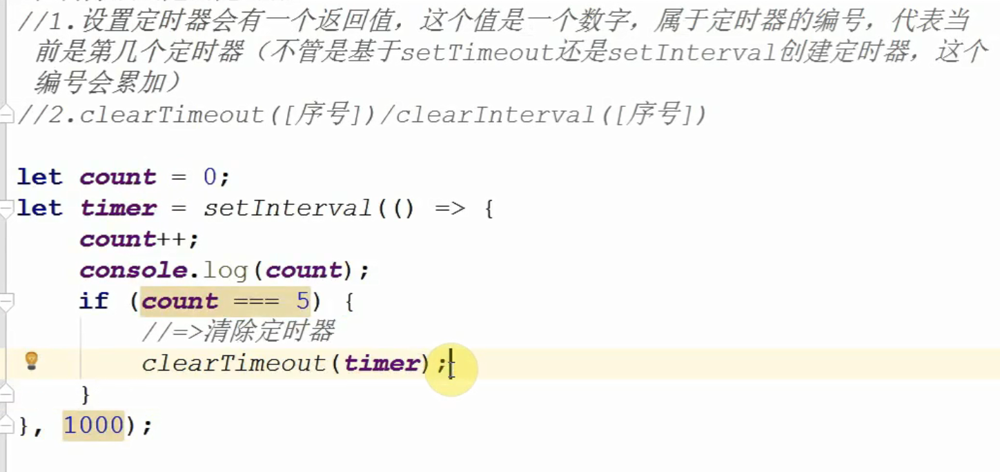 //1.设置定时器会有一个返回值，这个值是一个数字，属于定时器的编号，代表当
前是第几个定时器（不管是基于setTimeout还是setInterval创建定时器，这个
编号会累加）
//2.clearTimeout([序号])/clearInterval([序号])
let count = 0;
let timer = setInterval(() => {
count++;
console.log(count);
if (count === 5) {
//=>清除定时器
clearTimeout(timer);
}
}, 1000);